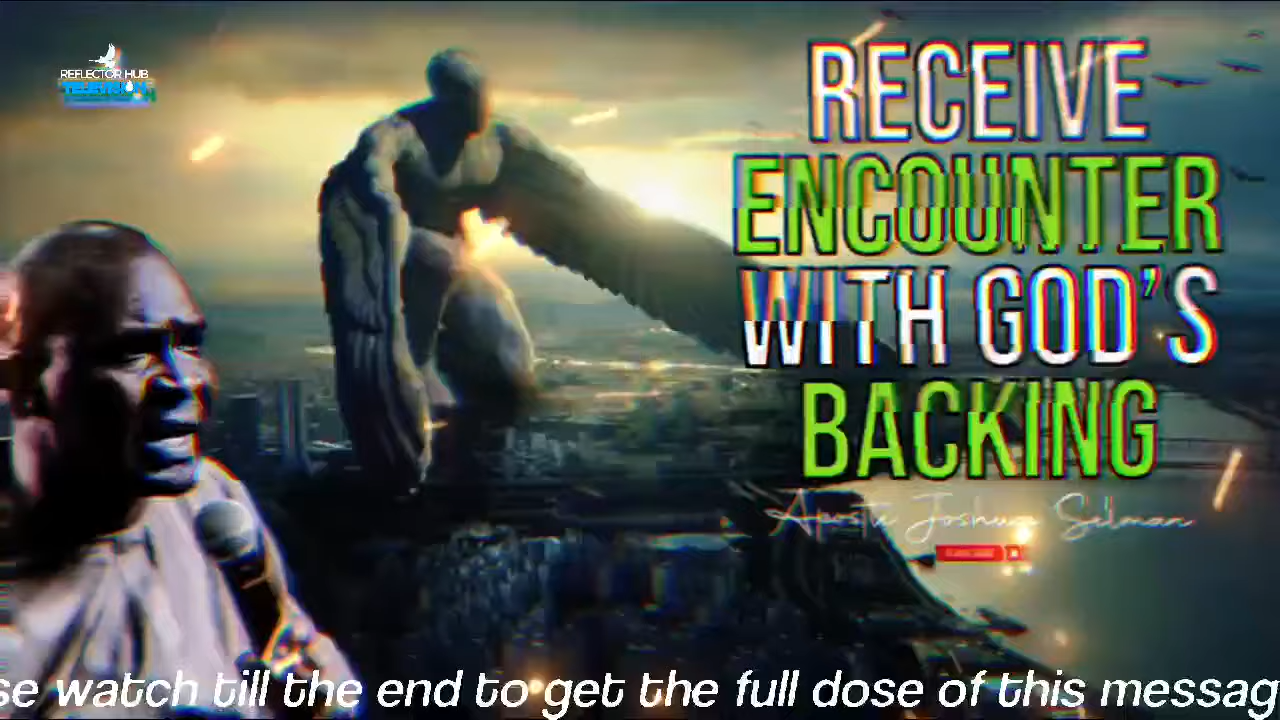 REFLECTOR HUB
TELEVISION
RECEIVE
ENCOUNTER
WITH GOD'S
BACKING
Apostle Joshua Selman
se watch till the end to get the full dose of this messag